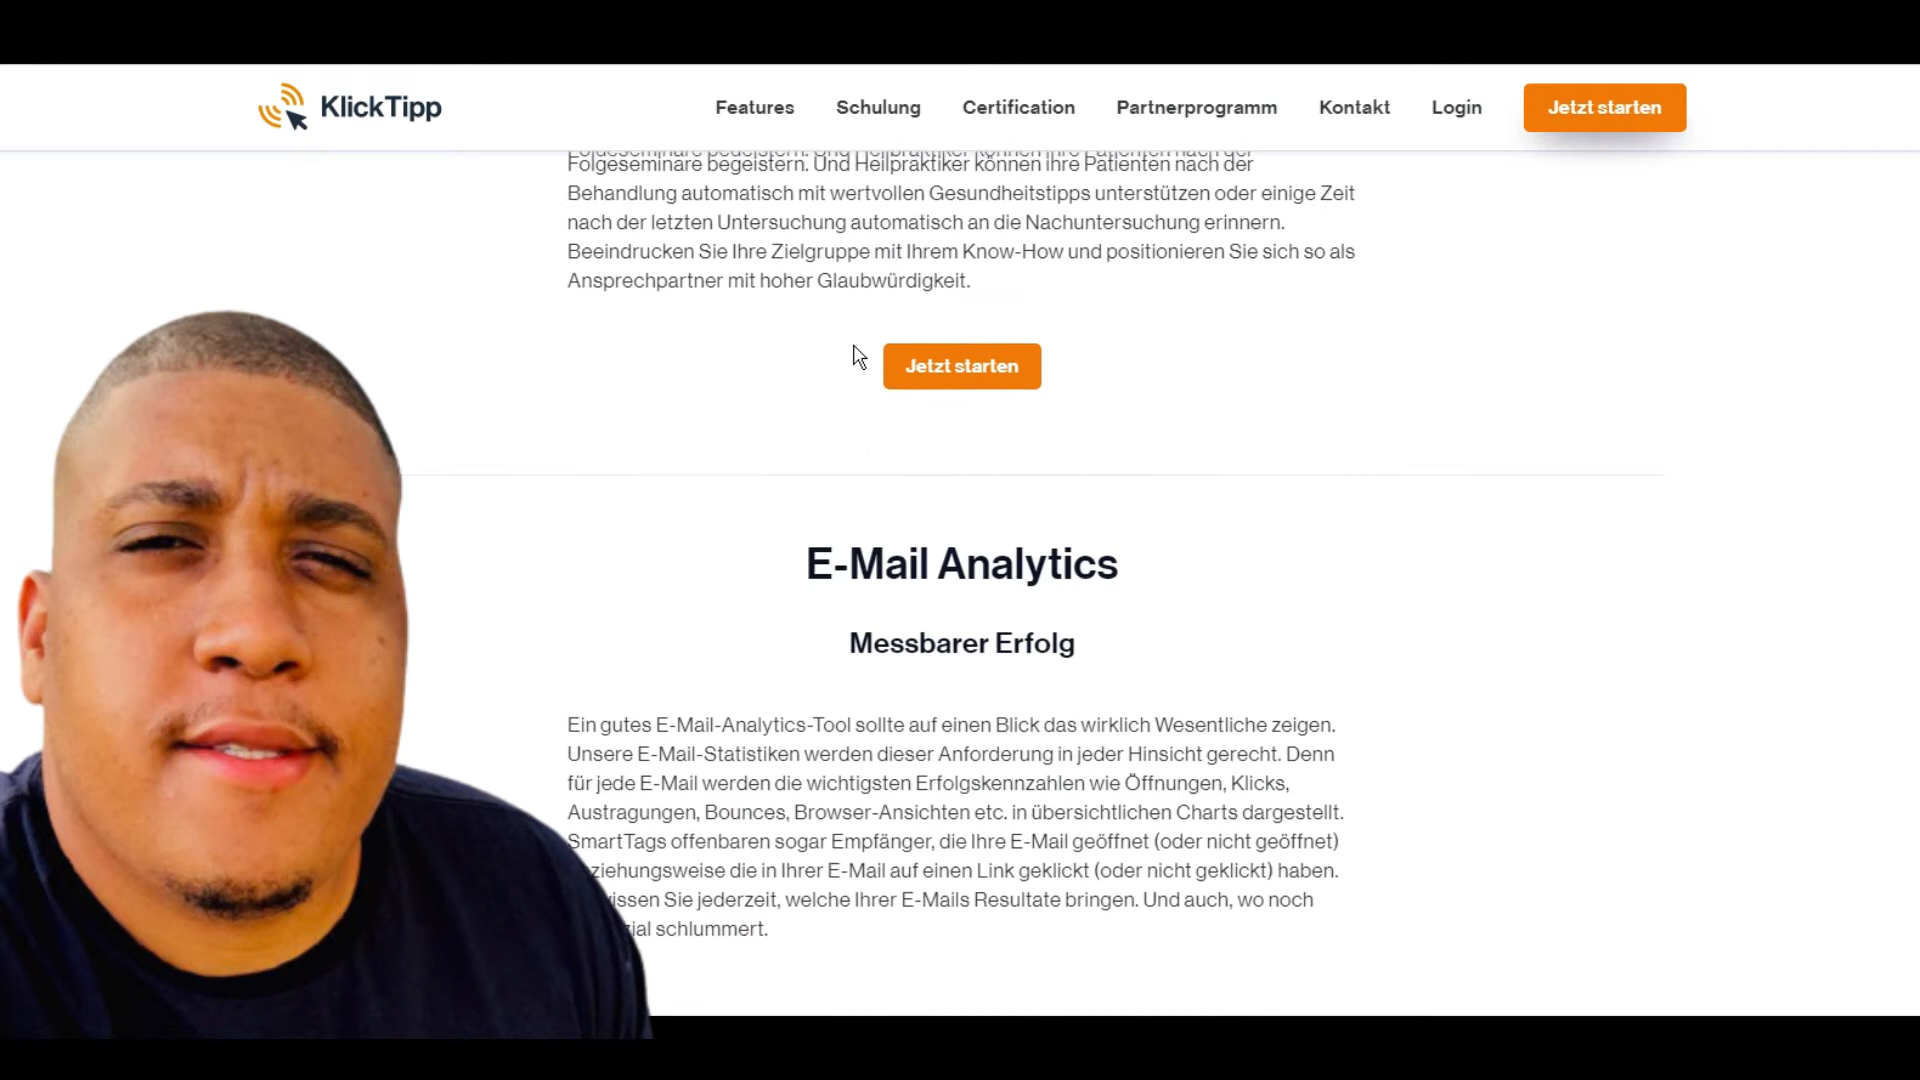 KlickTipp
Features
Schulung
Certification
Partnerprogramm
Kontakt
Login
Jetzt starten
Folgeseminare begeistern. Und Heilpraktiker können ihre Patienten nach der
Behandlung automatisch mit wertvollen Gesundheitstipps unterstützen oder einige Zeit
nach der letzten Untersuchung automatisch an die Nachuntersuchung erinnern.
Beeindrucken Sie Ihre Zielgruppe mit Ihrem Know-How und positionieren Sie sich so als
Ansprechpartner mit hoher Glaubwürdigkeit.
Jetzt starten
E-Mail Analytics
Messbarer Erfolg
Ein gutes E-Mail-Analytics-Tool sollte auf einen Blick das wirklich Wesentliche zeigen.
Unsere E-Mail-Statistiken werden dieser Anforderung in jeder Hinsicht gerecht. Denn
für jede E-Mail werden die wichtigsten Erfolgskennzahlen wie Öffnungen, Klicks,
Austragungen, Bounces, Browser-Ansichten etc. in übersichtlichen Charts dargestellt.
SmartTags offenbaren sogar Empfänger, die Ihre E-Mail geöffnet (oder nicht geöffnet)
ziehungsweise die in Ihrer E-Mail auf einen Link geklickt (oder nicht geklickt) haben.
issen Sie jederzeit, welche Ihrer E-Mails Resultate bringen. Und auch, wo noch
ial schlummert.